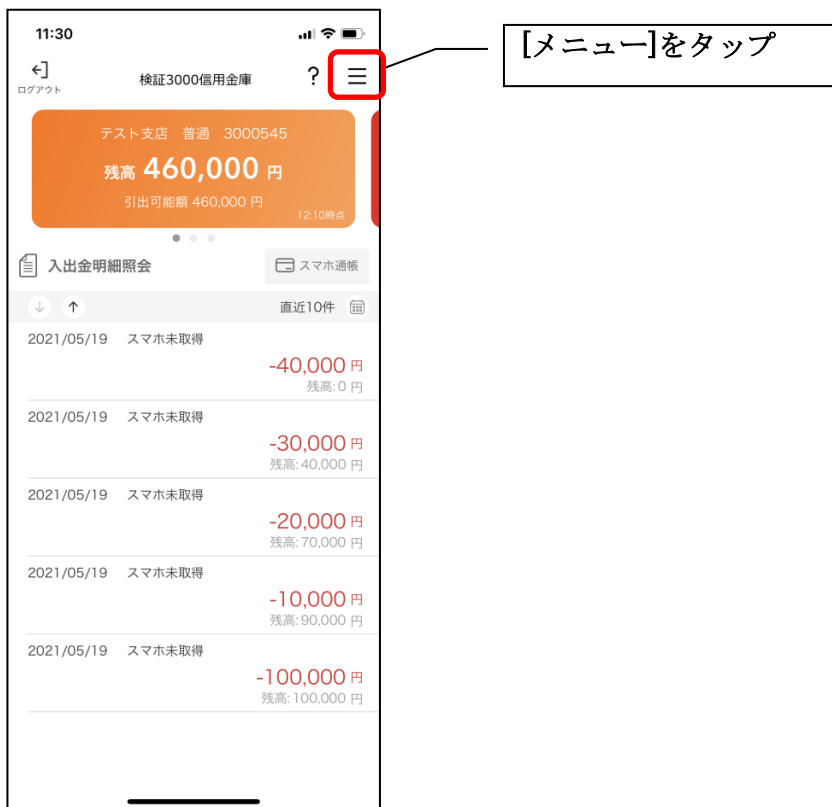 11:30
[メニュー]をタップ
ログアウト
検証3000信用金庫
?
テスト支店 普通 3000545
残高 460,000 円
引出可能額 460,000 円
12:10時点
入出金明細照会
スマホ通帳
↓ ↑ 直近10件
2021/05/19 スマホ未取得
-40,000 円
残高:0 円
2021/05/19 スマホ未取得
-30,000 円
残高:40,000 円
2021/05/19 スマホ未取得
-20,000 円
残高:70,000 円
2021/05/19 スマホ未取得
-10,000 円
残高:90,000 円
2021/05/19 スマホ未取得
-100,000 円
残高:100,000 円